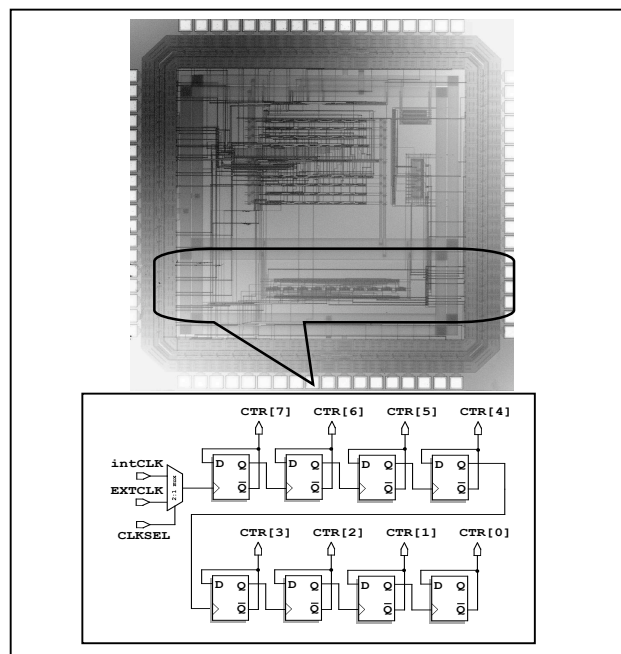 CTR[7] CTR[6] CTR[5] CTR[4]
D Q D Q D Q D Q
intCLK
2:1 mux
Q Q Q Q
EXTCLK
CLKSEL
CTR[3] CTR[2] CTR[1] CTR[0]
D Q D Q D Q D Q
Q Q Q Q